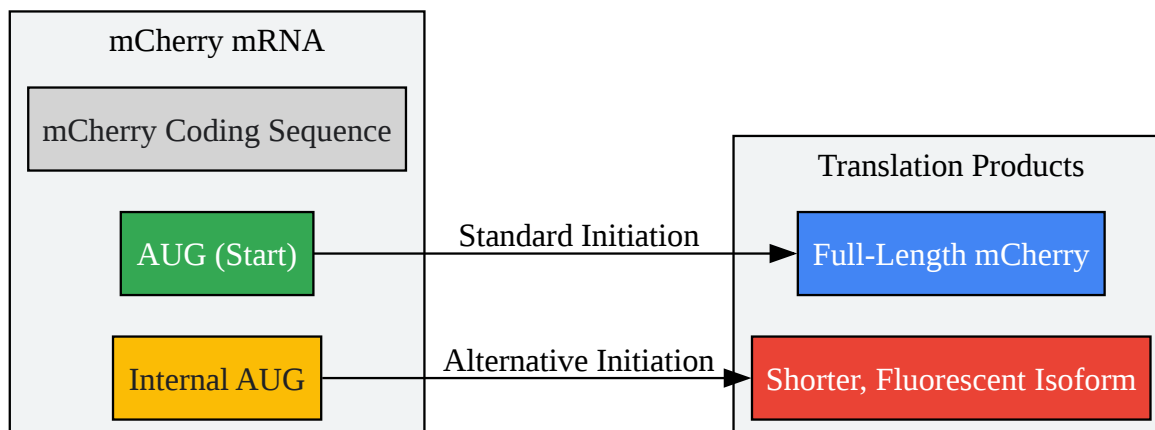 mCherry mRNA
mCherry Coding Sequence
AUG (Start)
Internal AUG
Standard Initiation
Alternative Initiation
Translation Products
Full-Length mCherry
Shorter, Fluorescent Isoform